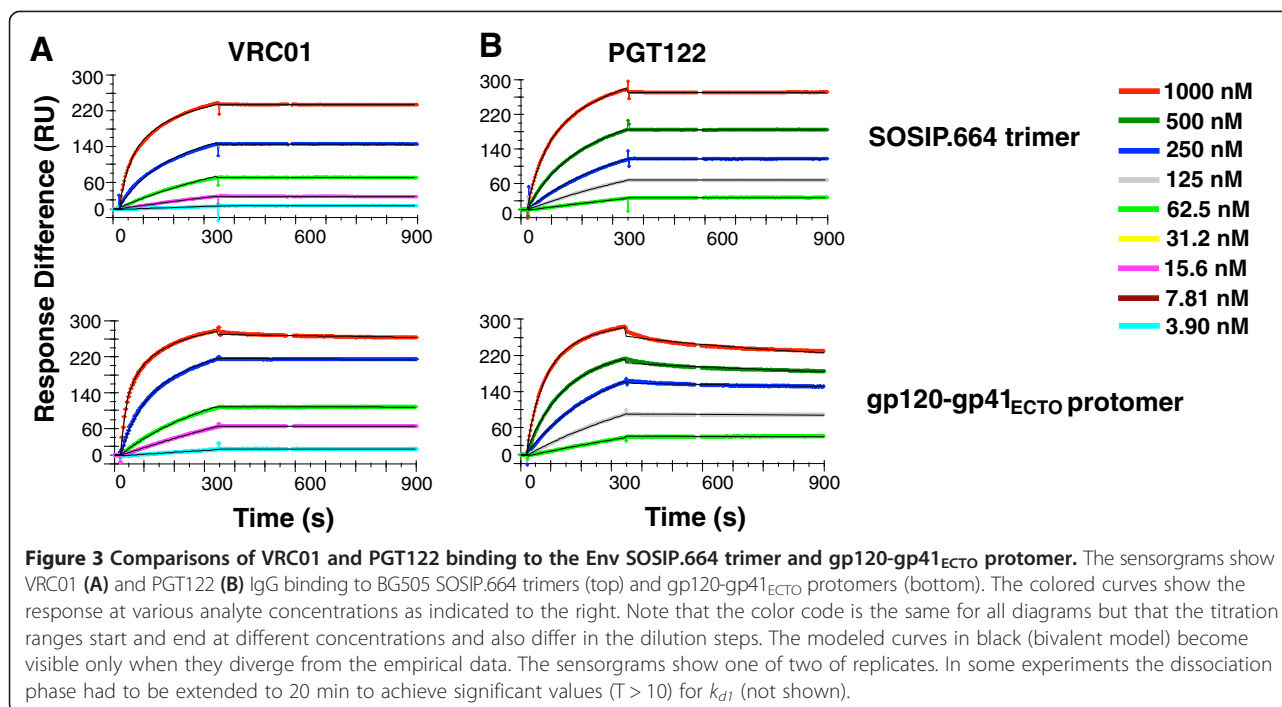 A
VRC01
B
PGT122
Response Difference (RU)
300
220
140
60
0
0 300 600 900
300
220
140
60
0
0 300 600 900
SOSIP.664 trimer
1000 nM
500 nM
250 nM
125 nM
62.5 nM
31.2 nM
15.6 nM
7.81 nM
3.90 nM
300
220
140
60
0
0 300 600 900
Time (s)
300
220
140
60
0
0 300 600 900
Time (s)
gp120-gp41ECTO protomer
Figure 3 Comparisons of VRC01 and PGT122 binding to the Env SOSIP.664 trimer and gp120-gp41ECTO protomer. The sensorgrams show
VRC01 (A) and PGT122 (B) IgG binding to BG505 SOSIP.664 trimers (top) and gp120-gp41ECTO protomers (bottom). The colored curves show the
response at various analyte concentrations as indicated to the right. Note that the color code is the same for all diagrams but that the titration
ranges start and end at different concentrations and also differ in the dilution steps. The modeled curves in black (bivalent model) become
visible only when they diverge from the empirical data. The sensorgrams show one of two of replicates. In some experiments the dissociation
phase had to be extended to 20 min to achieve significant values (T > 10) for kd1 (not shown).